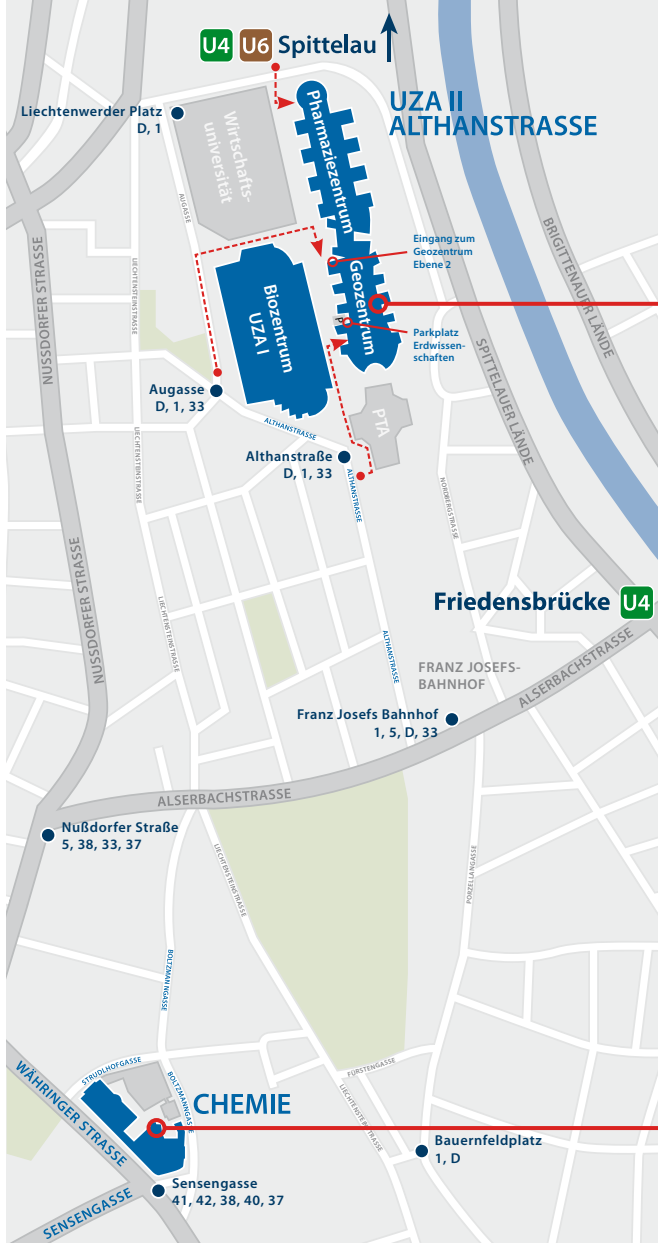 U4 U6 Spittelau
UZA II
ALTHANSTRASSE
Liechtenwerder Platz
D, 1
Wirtschafts-
universität
Pharmaziezentrum
AUGASSE
NUSSDORFER STRASSE
LIECHTENSTEINSTRASSE
BRIGITTENAUER LÄNDE
Eingang zum
Geozentrum
Ebene 2
Geozentrum
Biozentrum
UZA I
P
Parkplatz
Erdwissen-
schaften
SPITTELAUER LÄNDE
Augasse
D, 1, 33
PTA
ALTHANSTRASSE
LIECHTENSTEINSTRASSE
Althanstraße
D, 1, 33
ALTHANSTRASSE
NORDBERGSTRASSE
NUSSDORFER STRASSE
LIECHTENSTEINSTRASSE
Friedensbrücke U4
ALTHANSTRASSE
FRANZ JOSEFS-
BAHNHOF
ALSERBACHSTRASSE
Franz Josefs Bahnhof
1, 5, D, 33
ALSERBACHSTRASSE
Nußdorfer Straße
5, 38, 33, 37
LIECHTENSTEINSTRASSE
PORZELLANGASSE
BOLTZMANNGASSE
STRUDLHOFGASSE
FÜRSTENGASSE
WÄHRINGER STRASSE
BOLTZMANNGASSE
CHEMIE
LIECHTENSTEINSTRASSE
Bauernfeldplatz
1, D
Sensengasse
41, 42, 38, 40, 37
SENSENGASSE